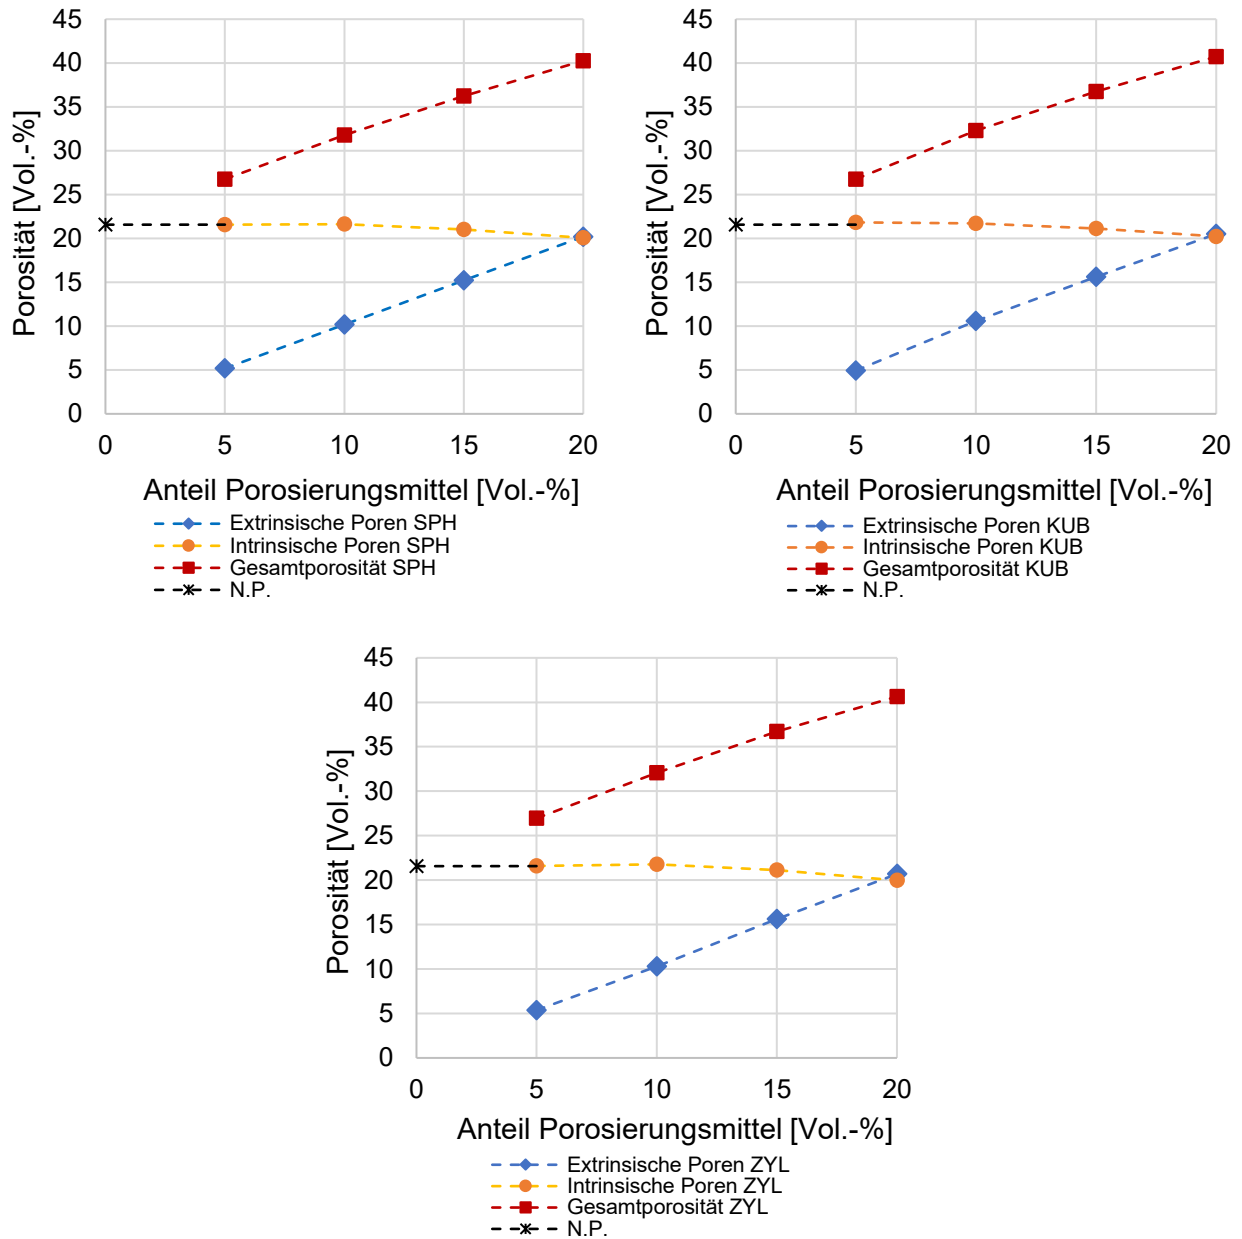 45
40
35
30
25
20
15
10
5
0
Porosität [Vol.-%]
0 5 10 15 20
Anteil Porosierungsmittel [Vol.-%]
Extrinsische Poren SPH
Intrinsische Poren SPH
Gesamtporosität SPH
N.P.
45
40
35
30
25
20
15
10
5
0
Porosität [Vol.-%]
0 5 10 15 20
Anteil Porosierungsmittel [Vol.-%]
Extrinsische Poren KUB
Intrinsische Poren KUB
Gesamtporosität KUB
N.P.
45
40
35
30
25
20
15
10
5
0
Porosität [Vol.-%]
0 5 10 15 20
Anteil Porosierungsmittel [Vol.-%]
Extrinsische Poren ZYL
Intrinsische Poren ZYL
Gesamtporosität ZYL
N.P.